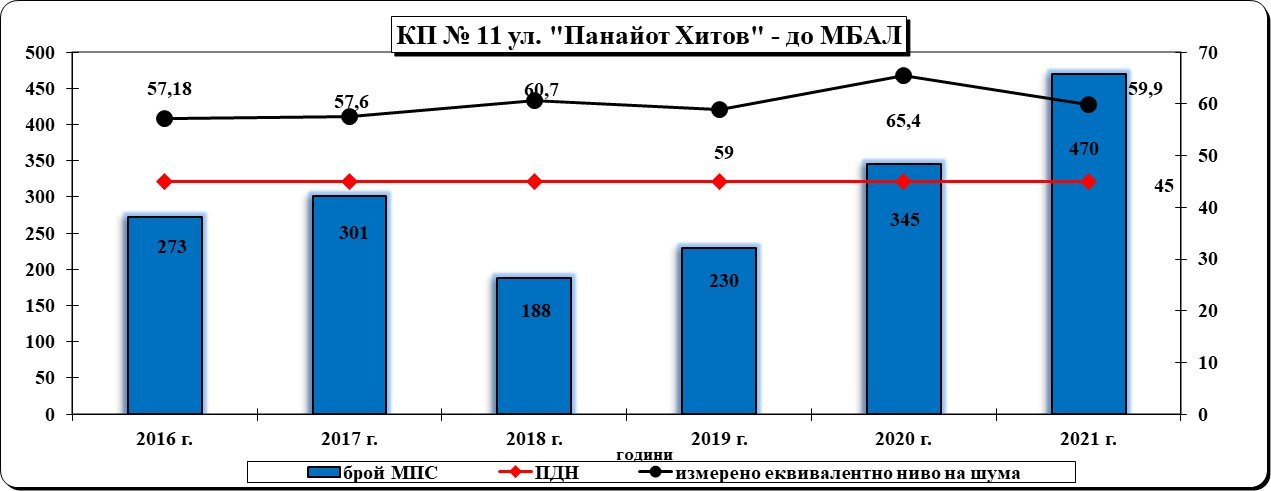 КП № 11 ул. "Панайот Хитов" - до МБАЛ
500
450
400
350
300
250
200
150
100
50
0
70
60
50
40
30
20
10
0
57,18
57,6
60,7
59
65,4
59,9
45
273
301
188
230
345
470
2016 г.
2017 г.
2018 г.
2019 г.
2020 г.
2021 г.
години
брой МПС
ПДН
измерено еквивалентно ниво на шума